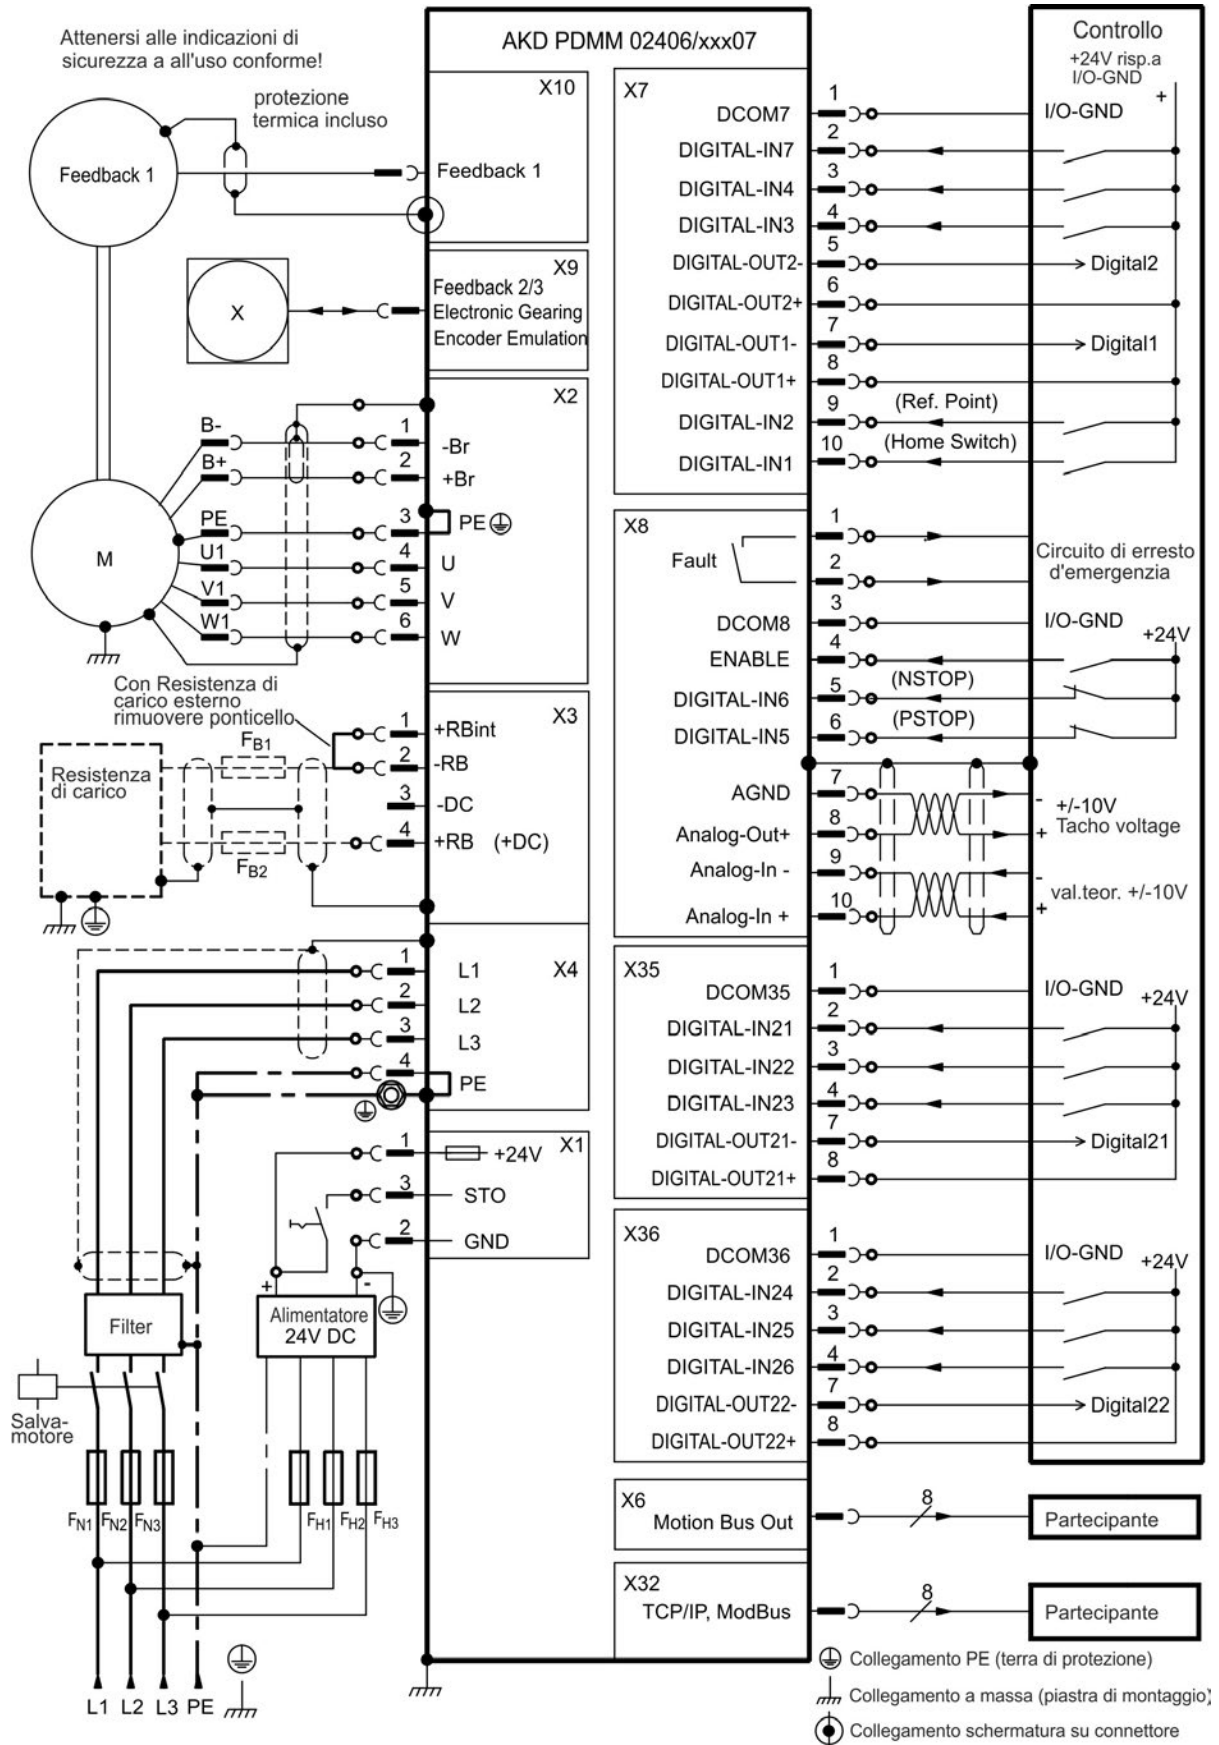 Attenersi alle indicazioni di
sicurezza a all'uso conforme!
AKD PDMM 02406/xxx07
Controllo
+24V risp.a
I/O-GND
+
protezione
termica incluso
Feedback 1
X10
Feedback 1
X9
Feedback 2/3
Electronic Gearing
Encoder Emulation
X
X2
B-
1
-Br
B+
2
+Br
PE
3
PE
U1
4
U
V1
5
V
W1
6
W
M
Con Resistenza di
carico esterno
rimuovere ponticello
X3
1
+RBint
FB1
2
-RB
Resistenza
di carico
3
-DC
4
+RB (+DC)
FB2
X4
1
L1
2
L2
3
L3
4
PE
X1
1
+24V
3
STO
2
GND
+
-
Alimentatore
24V DC
Filter
Salva-
motore
FN1
FN2
FN3
FH1
FH2
FH3
L1 L2 L3 PE
X7
1
DCOM7
I/O-GND
2
DIGITAL-IN7
3
DIGITAL-IN4
4
DIGITAL-IN3
5
DIGITAL-OUT2-
Digital2
6
DIGITAL-OUT2+
7
DIGITAL-OUT1-
Digital1
8
DIGITAL-OUT1+
9
(Ref. Point)
DIGITAL-IN2
10
(Home Switch)
DIGITAL-IN1
X8
1
Fault
2
Circuito di erresto
d'emergenzia
3
DCOM8
I/O-GND
+24V
4
ENABLE
5
(NSTOP)
DIGITAL-IN6
6
(PSTOP)
DIGITAL-IN5
7
AGND
-
+/-10V
Tacho voltage
8
Analog-Out+
+
9
Analog-In -
-
val.teor. +/-10V
10
Analog-In +
+
X35
1
DCOM35
I/O-GND
+24V
2
DIGITAL-IN21
3
DIGITAL-IN22
4
DIGITAL-IN23
7
DIGITAL-OUT21-
Digital21
8
DIGITAL-OUT21+
X36
1
DCOM36
I/O-GND
+24V
2
DIGITAL-IN24
3
DIGITAL-IN25
4
DIGITAL-IN26
7
DIGITAL-OUT22-
Digital22
8
DIGITAL-OUT22+
X6
Motion Bus Out
8
Partecipante
X32
TCP/IP, ModBus
8
Partecipante
Collegamento PE (terra di protezione)
Collegamento a massa (piastra di montaggio)
Collegamento schermatura su connettore